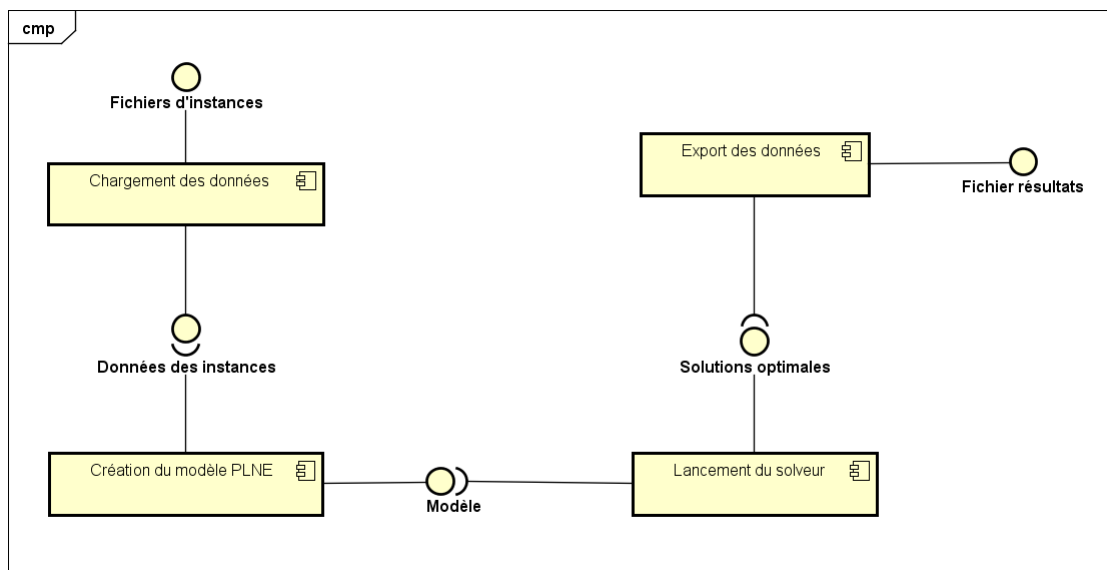 cmp
Fichiers d'instances
Chargement des données
Données des instances
Création du modèle PLNE
Modèle
Lancement du solveur
Solutions optimales
Export des données
Fichier résultats